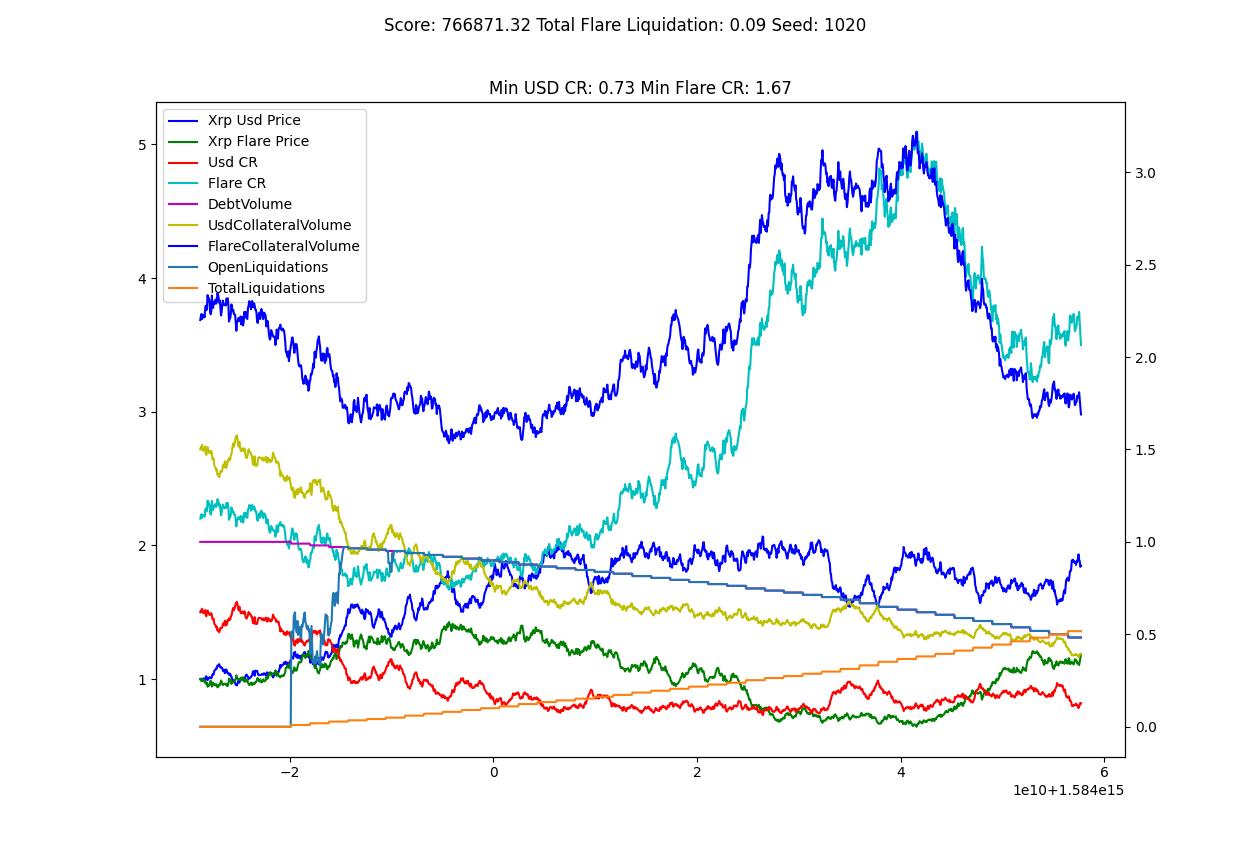 Score: 766871.32 Total Flare Liquidation: 0.09 Seed: 1020
Min USD CR: 0.73 Min Flare CR: 1.67
Xrp Usd Price
Xrp Flare Price
Usd CR
Flare CR
DebtVolume
UsdCollateralVolume
FlareCollateralVolume
OpenLiquidations
TotalLiquidations
5
4
3
2
1
3.0
2.5
2.0
1.5
1.0
0.5
0.0
−2
0
2
4
6
1e10+1.584e15